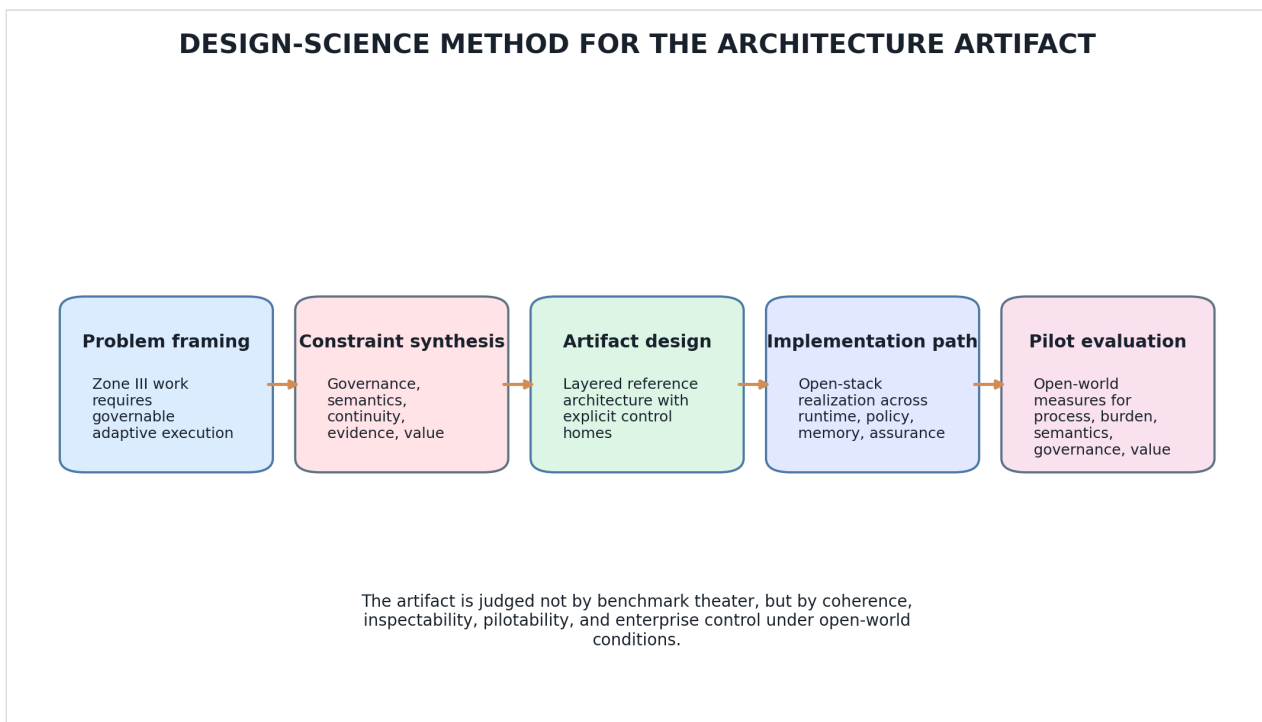 DESIGN-SCIENCE METHOD FOR THE ARCHITECTURE ARTIFACT
Problem framing
Zone III work
requires
governable
adaptive execution
Constraint synthesis
Governance,
semantics,
continuity,
evidence, value
Artifact design
Layered reference
architecture with
explicit control
homes
Implementation path
Open-stack
realization across
runtime, policy,
memory, assurance
Pilot evaluation
Open-world
measures for
process, burden,
semantics,
governance, value
The artifact is judged not by benchmark theater, but by coherence,
inspectability, pilotability, and enterprise control under open-world
conditions.